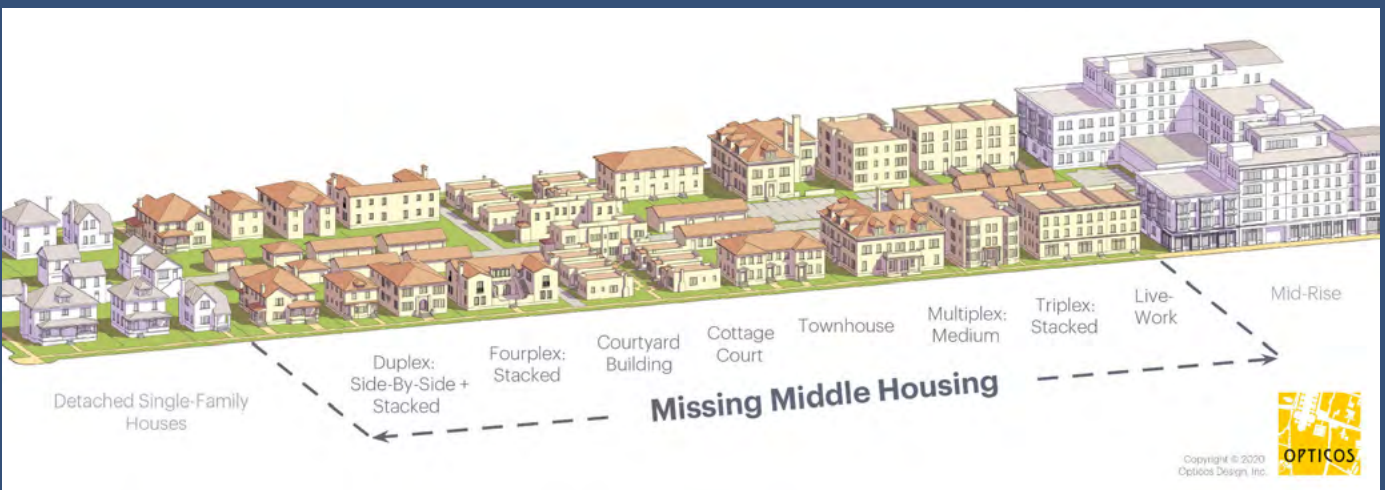 Detached Single-Family
Houses
Duplex:
Side-By-Side +
Stacked
Fourplex:
Stacked
Courtyard
Building
Cottage
Court
Townhouse
Multiplex:
Medium
Triplex:
Stacked
Live-
Work
Mid-Rise
Missing Middle Housing
Copyright © 2020
Opticos Design, Inc.
OPTICOS